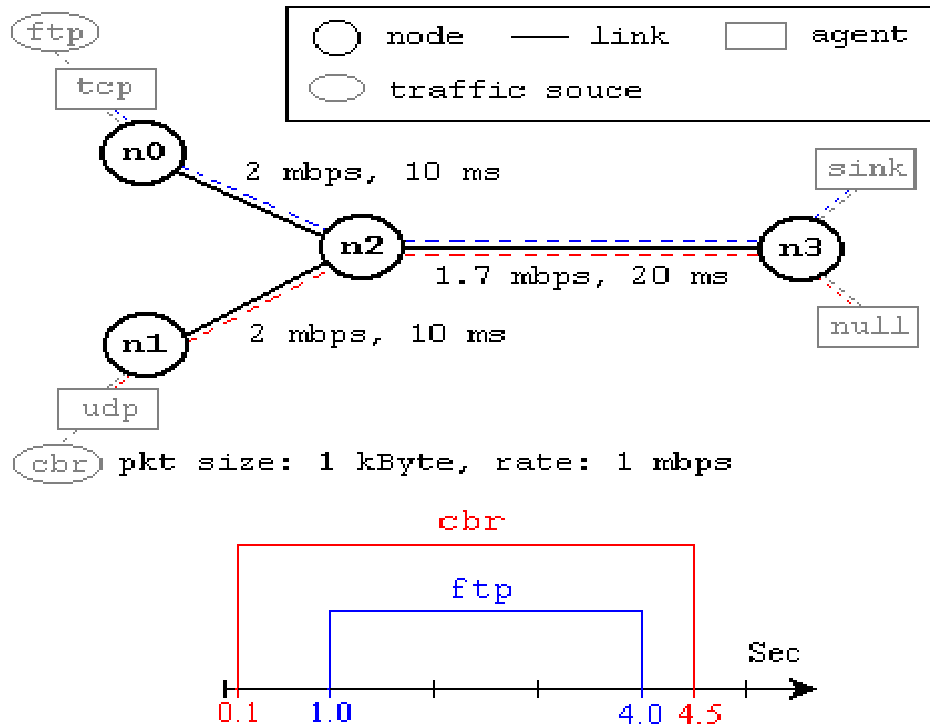 ftp
tcp
node
link
agent
traffic souce
n0
2 mbps, 10 ms
sink
n2
n3
1.7 mbps, 20 ms
n1
2 mbps, 10 ms
null
udp
cbr
pkt size: 1 kByte, rate: 1 mbps
cbr
ftp
Sec
0.1
1.0
4.0
4.5